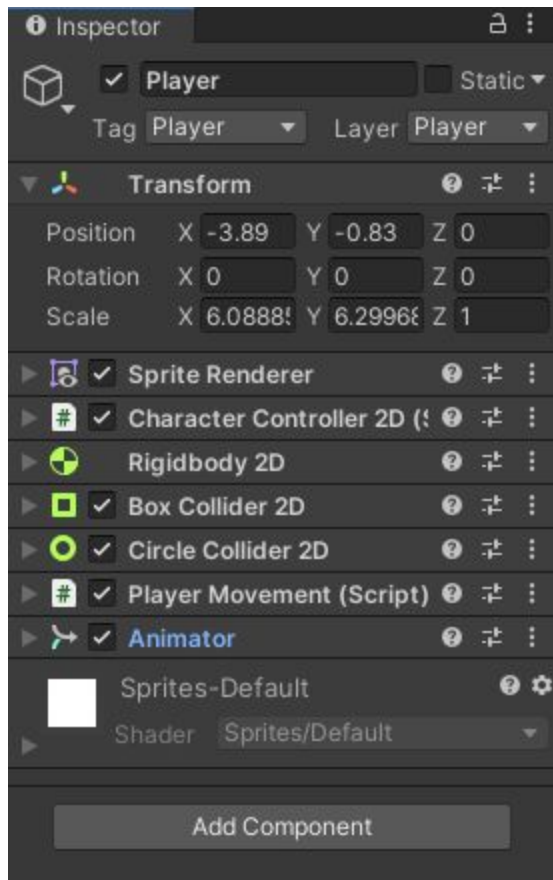 Inspector
Player Static
Tag Player Layer Player
Transform
Position X -3.89 Y -0.83 Z 0
Rotation X 0 Y 0 Z 0
Scale X 6.0888 Y 6.2996 Z 1
Sprite Renderer
# Character Controller 2D (
Rigidbody 2D
Box Collider 2D
Circle Collider 2D
# Player Movement (Script)
Animator
Sprites-Default
Shader Sprites/Default
Add Component